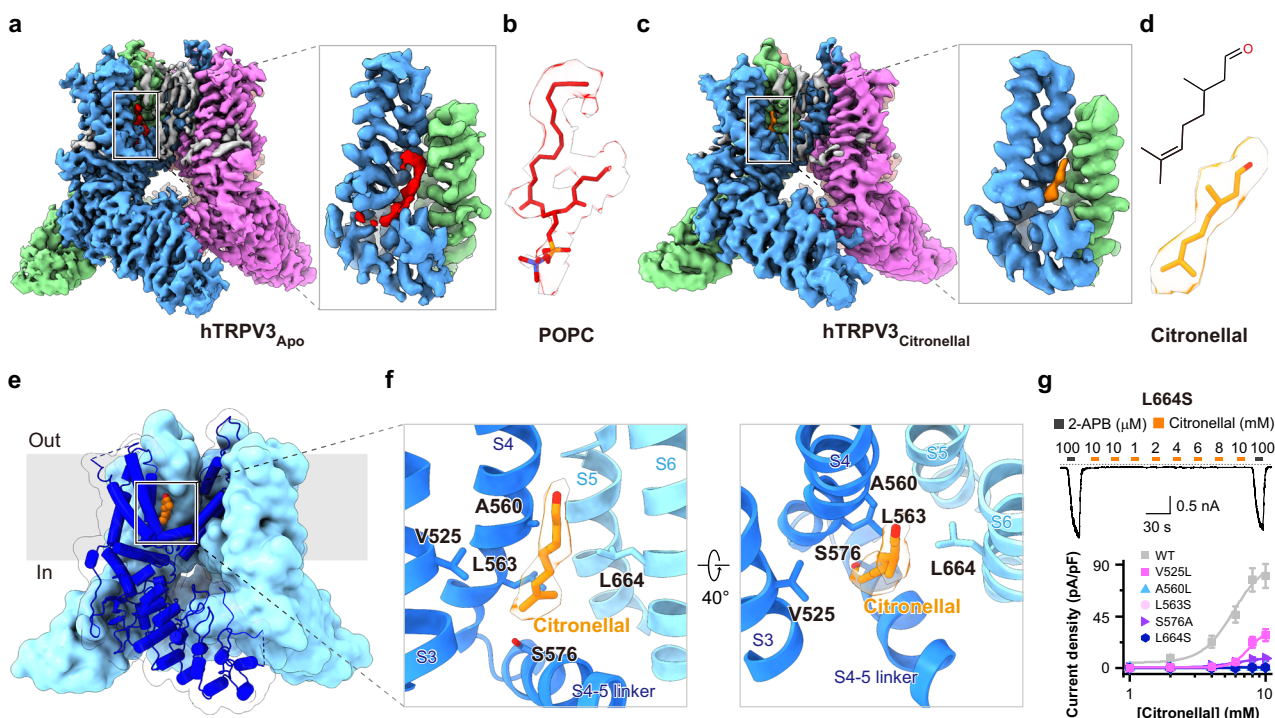 a
hTRPV3Apo
b
POPC
c
hTRPV3Citronellal
d
O
Citronellal
e
Out
In
f
S4
S5
S6
A560
V525
L563
L664
Citronellal
S576
S3
S4-5 linker
40°
S4
S5
A560
L563
S6
S576
L664
Citronellal
V525
S3
S4-5 linker
g
L664S
2-APB (μM) Citronellal (mM)
100 10 10 1 2 4 6 8 10 100
0.5 nA
30 s
Current density (pA/pF)
90
45
0
WT
V525L
A560L
L563S
S576A
L664S
1 10
[Citronellal] (mM)